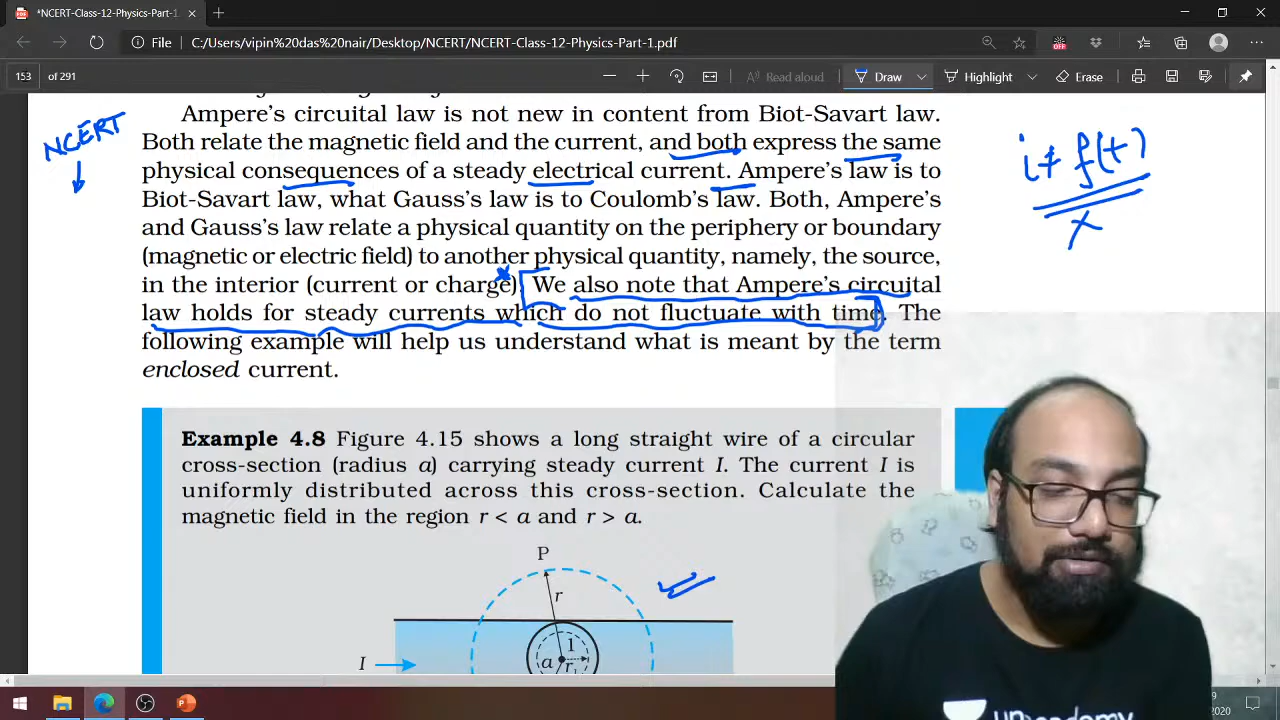 *NCERT-Class-12-Physics-Part-1.
File
C:/Users/vipin%20das%20nair/Desktop/NCERT/NCERT-Class-12-Physics-Part-1.pdf
153 of 291
Read aloud
Draw
Highlight
Erase
Ampere's circuital law is not new in content from Biot-Savart law.
Both relate the magnetic field and the current, and both express the same
physical consequences of a steady electrical current. Ampere's law is to
Biot-Savart law, what Gauss's law is to Coulomb's law. Both, Ampere's
and Gauss's law relate a physical quantity on the periphery or boundary
(magnetic or electric field) to another physical quantity, namely, the source,
in the interior (current or charge). We also note that Ampere's circuital
law holds for steady currents which do not fluctuate with time. The
following example will help us understand what is meant by the term
enclosed current.
NCERT
i ≠ f(t)
x
Example 4.8 Figure 4.15 shows a long straight wire of a circular
cross-section (radius a) carrying steady current I. The current I is
uniformly distributed across this cross-section. Calculate the
magnetic field in the region r < a and r > a.
P
r
1
a
r
I
2020